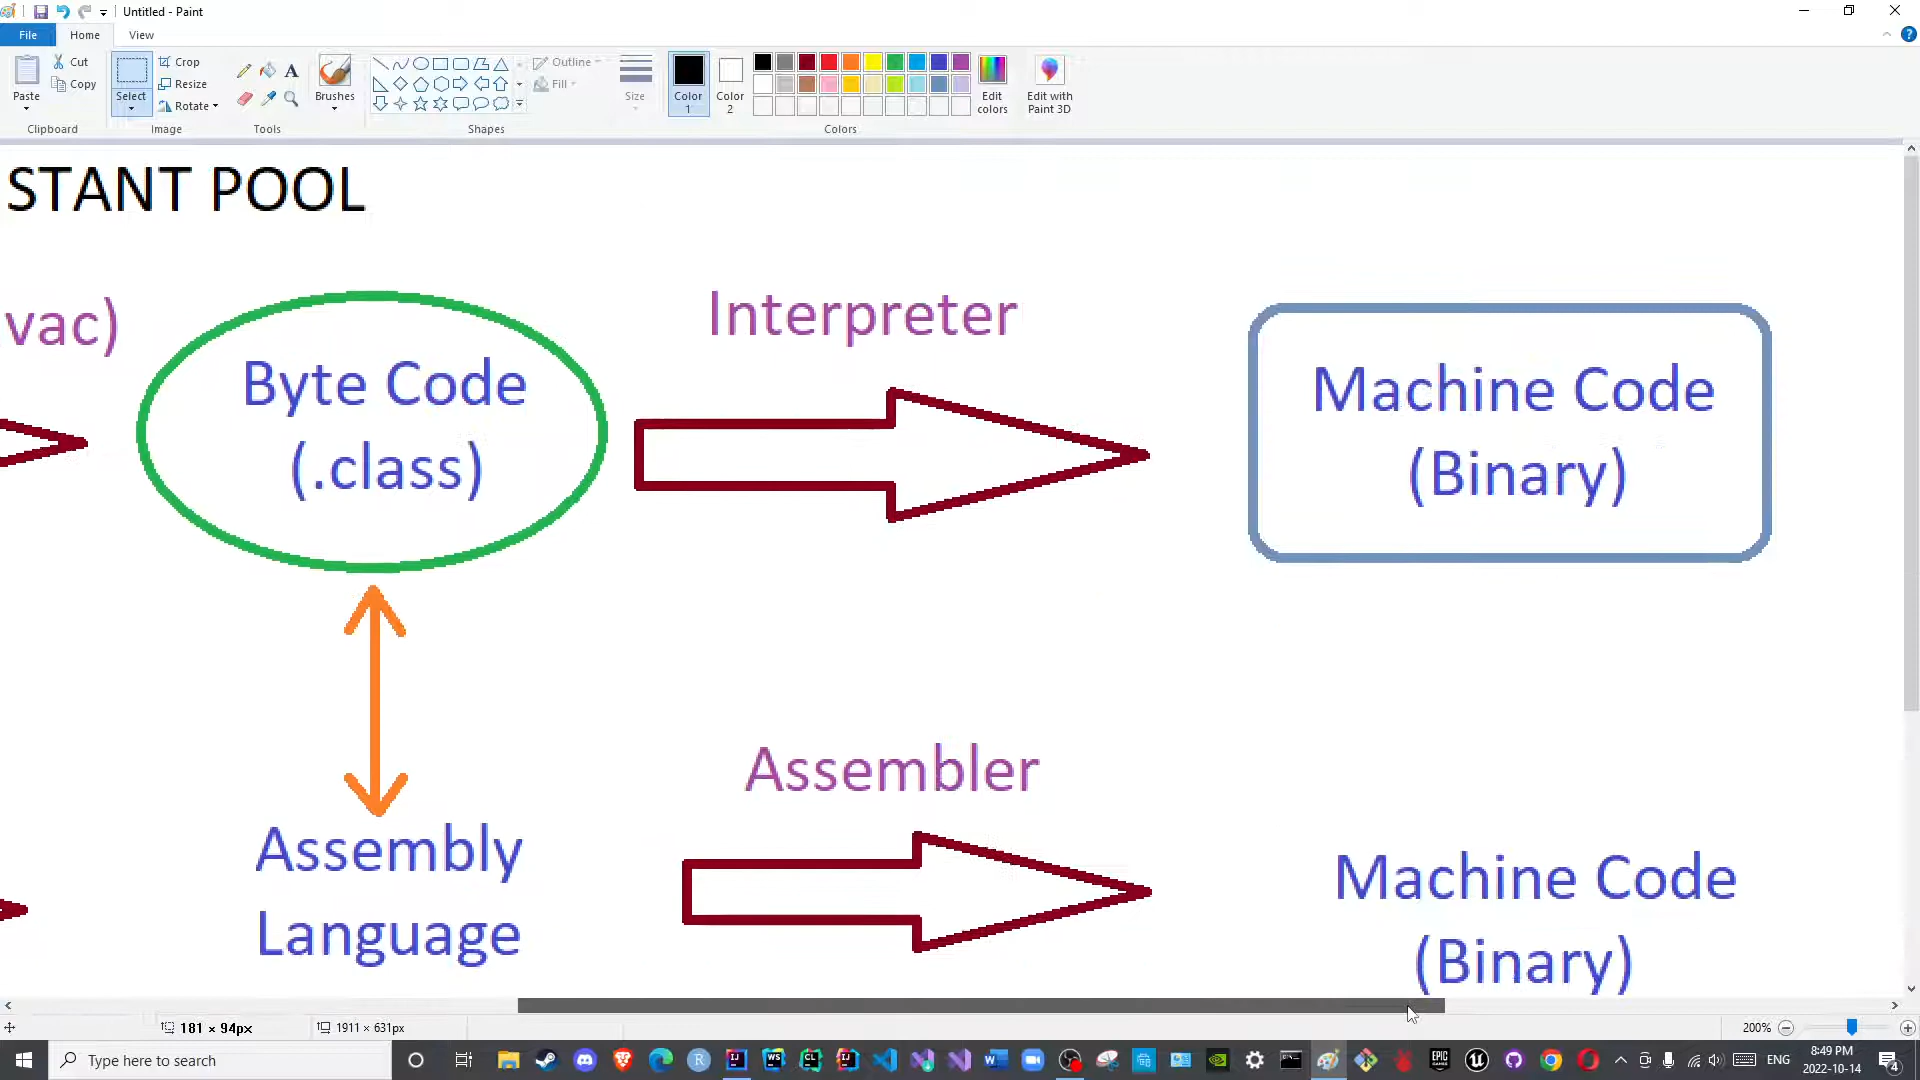 Untitled - Paint
File Home View
Paste
Cut
Copy
Clipboard
Select
Crop
Resize
Rotate
Image
Tools
Brushes
Outline
Fill
Shapes
Size
Color 1
Color 2
Edit colors
Edit with Paint 3D
Colors
STANT POOL
vac)
Byte Code
(.class)
Interpreter
Machine Code
(Binary)
Assembly
Language
Assembler
Machine Code
(Binary)
181 × 94px
1911 × 631px
200%
Type here to search
ENG
8:49 PM
2022-10-14
4